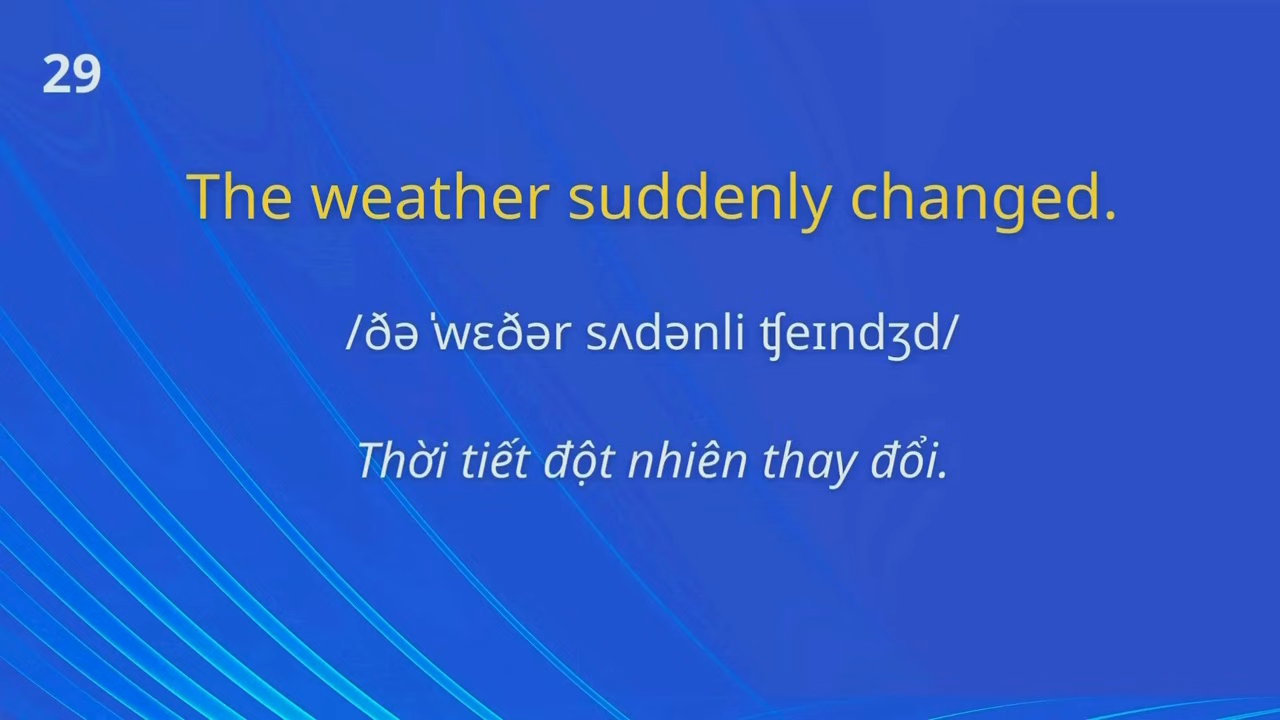 29
The weather suddenly changed.
/ðə ˈwɛðər sʌdənli ʧeɪndʒd/
Thời tiết đột nhiên thay đổi.